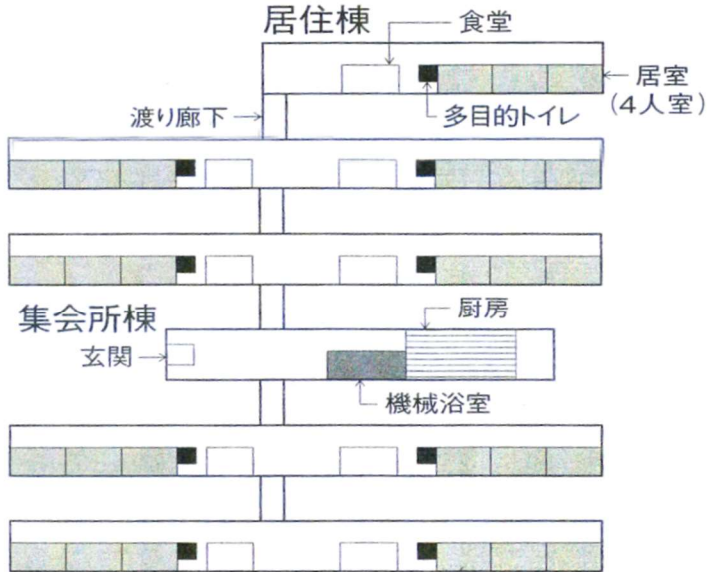 居住棟
食堂
居室
(4人室)
渡り廊下
多目的トイレ
集会所棟
厨房
玄関
機械浴室